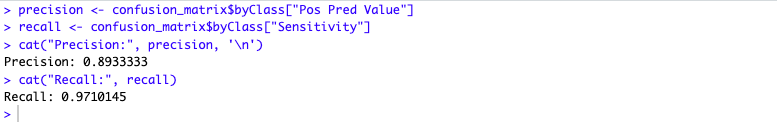 > precision <- confusion_matrix$byClass["Pos Pred Value"]
> recall <- confusion_matrix$byClass["Sensitivity"]
> cat("Precision:", precision, '\n')
Precision: 0.8933333
> cat("Recall:", recall)
Recall: 0.9710145
>